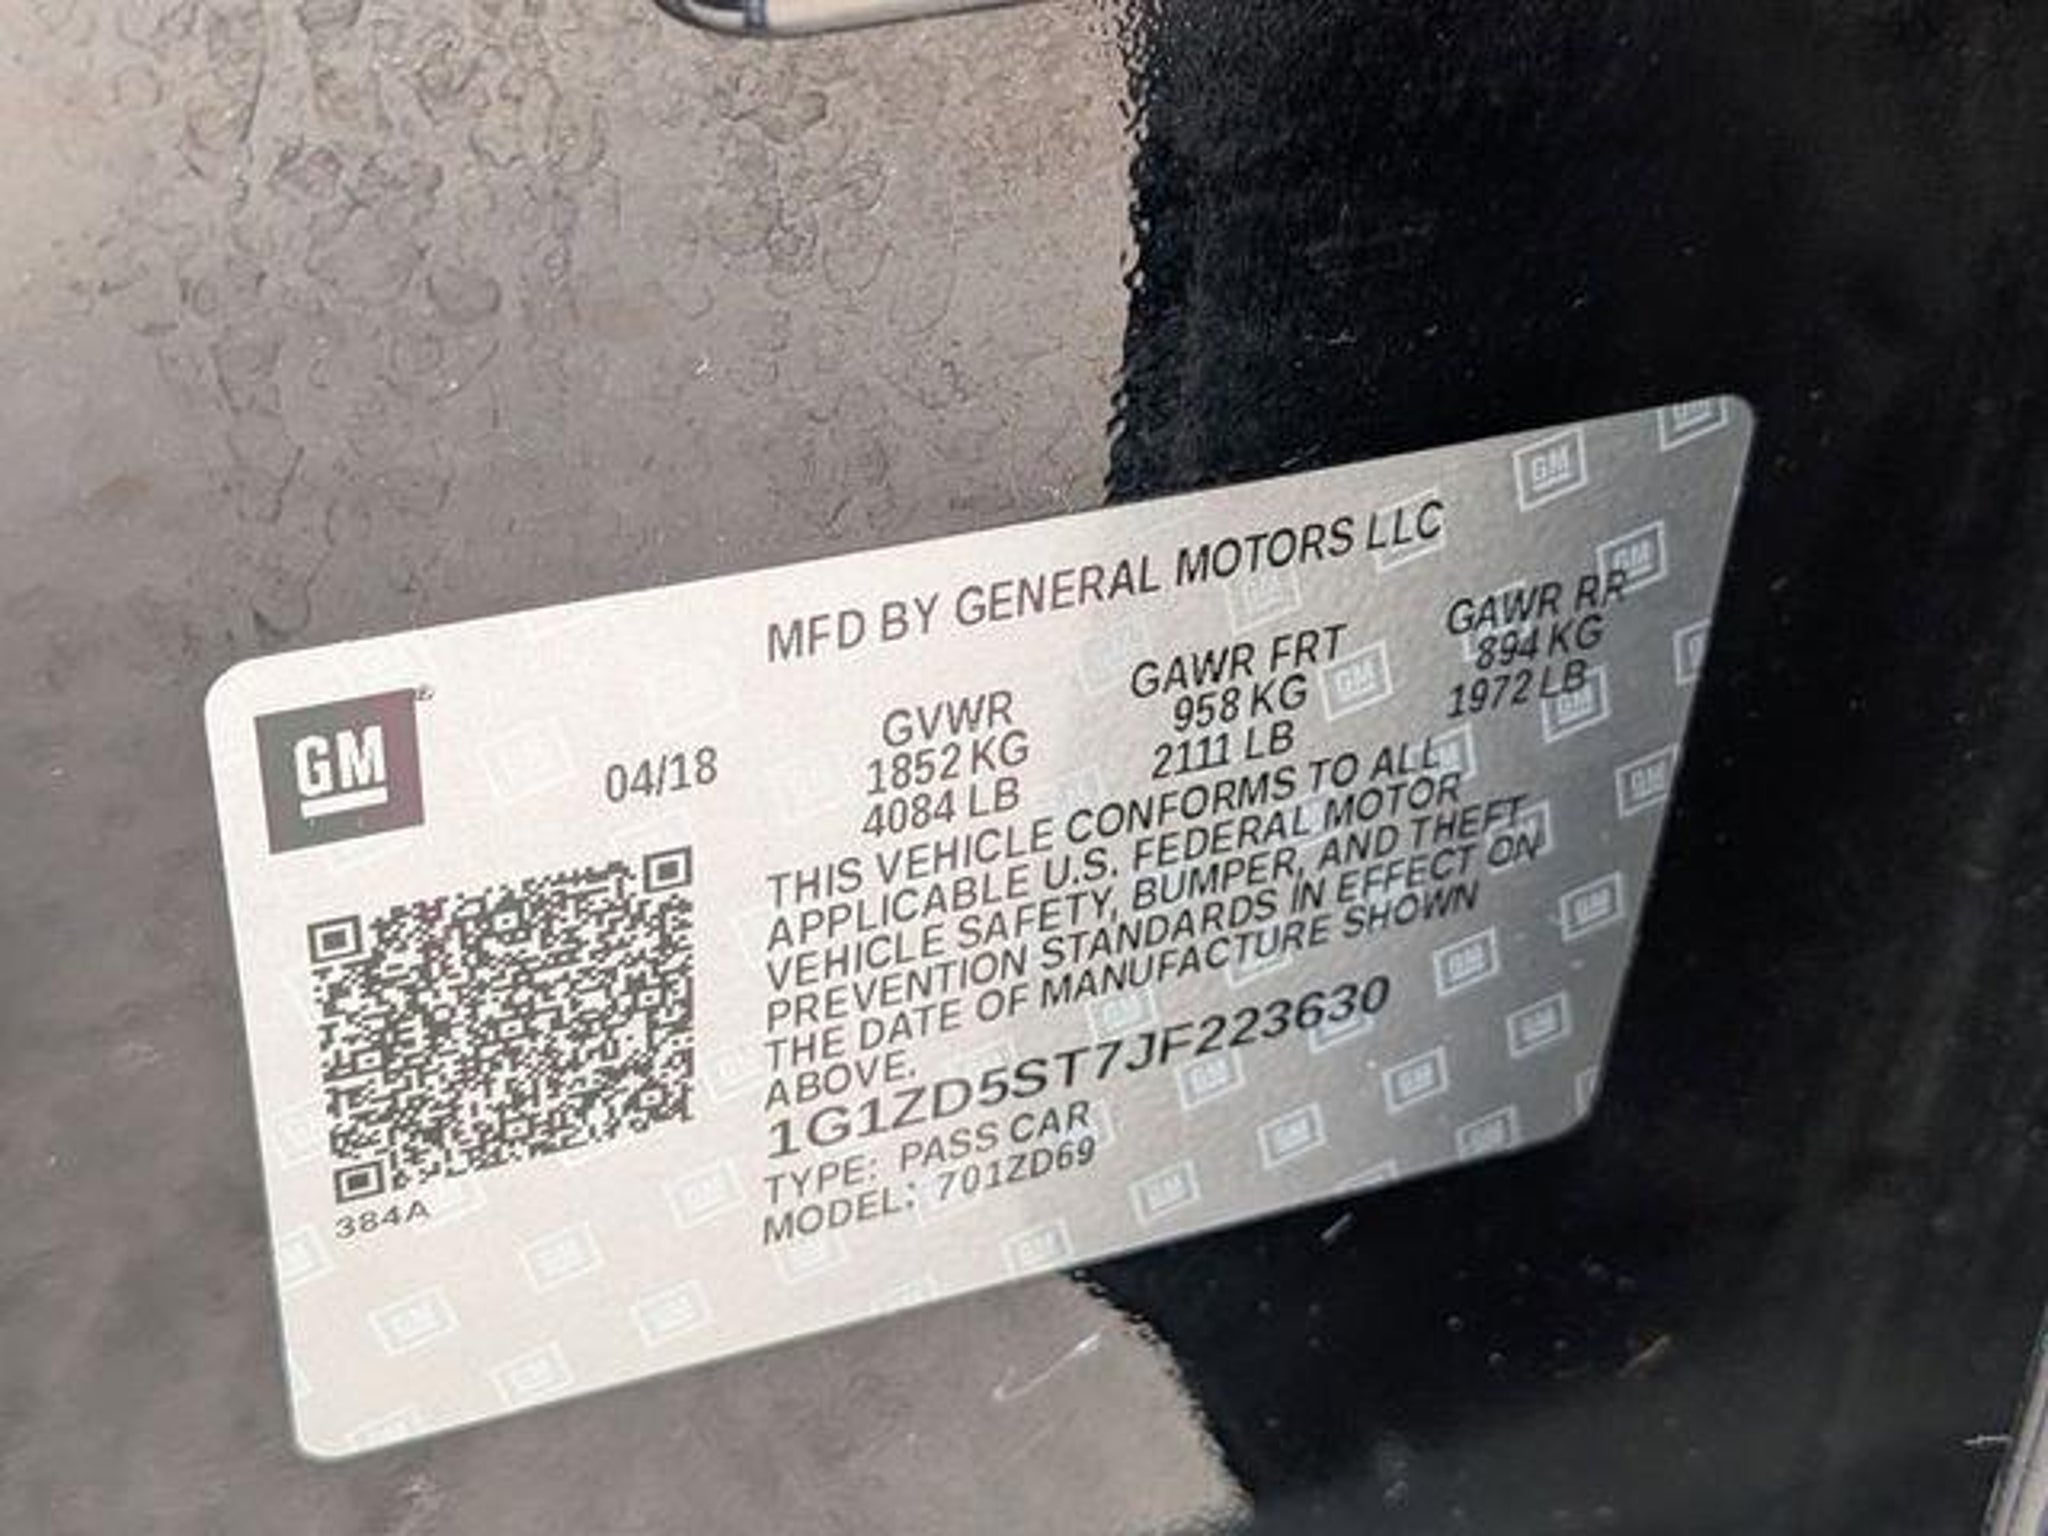 MFD BY GENERAL MOTORS LLC
GM
04/18
GVWR
1852 KG
4084 LB
GAWR FRT
958 KG
2111 LB
GAWR RR
894 KG
1972 LB
THIS VEHICLE CONFORMS TO ALL
APPLICABLE U.S. FEDERAL MOTOR
VEHICLE SAFETY, BUMPER, AND THEFT
PREVENTION STANDARDS IN EFFECT ON
THE DATE OF MANUFACTURE SHOWN
ABOVE.
1G1ZD5ST7JF223630
TYPE: PASS CAR
MODEL: 701ZD69
384A